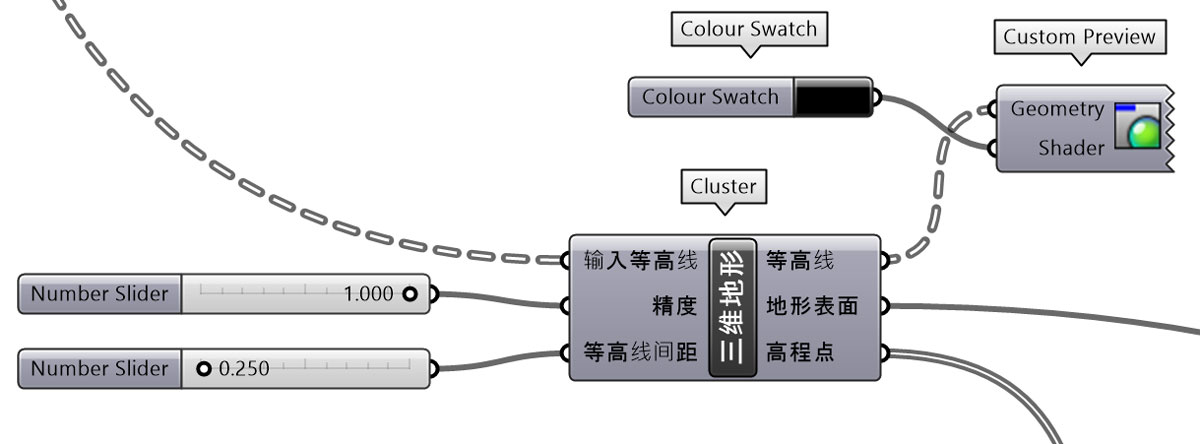 Colour Swatch
Custom Preview
Colour Swatch
Geometry
Shader
Cluster
输入等高线
精度
等高线间距
三维地形
等高线
地形表面
高程点
Number Slider
1.000
Number Slider
0.250